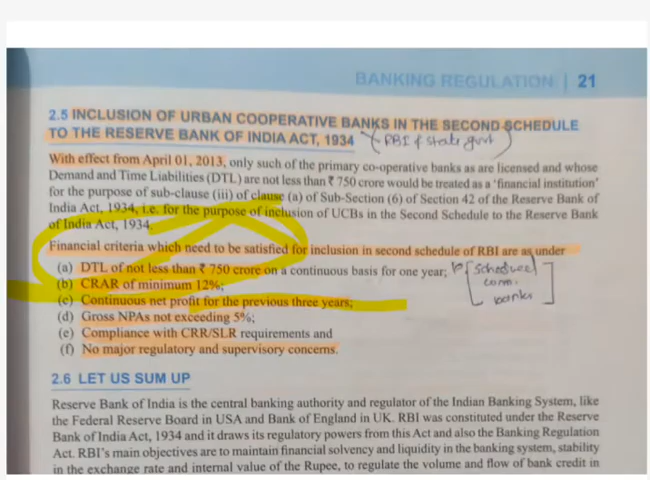 BANKING REGULATION | 21
2.5 INCLUSION OF URBAN COOPERATIVE BANKS IN THE SECOND SCHEDULE
TO THE RESERVE BANK OF INDIA ACT, 1934 RBI & state govt
With effect from April 01, 2013, only such of the primary co-operative banks as are licensed and whose
Demand and Time Liabilities (DTL) are not less than ₹ 750 crore would be treated as a 'financial institution'
for the purpose of sub-clause (iii) of clause (a) of Sub-Section (6) of Section 42 of the Reserve Bank of
India Act, 1934, i.e. for the purpose of inclusion of UCBs in the Second Schedule to the Reserve Bank
of India Act, 1934.
Financial criteria which need to be satisfied for inclusion in second schedule of RBI are as under
(a) DTL of not less than ₹ 750 crore on a continuous basis for one year;
(b) CRAR of minimum 12%;
(c) Continuous net profit for the previous three years;
(d) Gross NPAs not exceeding 5%;
(e) Compliance with CRR/SLR requirements and
(f) No major regulatory and supervisory concerns.
scheduled
comm.
banks
2.6 LET US SUM UP
Reserve Bank of India is the central banking authority and regulator of the Indian Banking System, like
the Federal Reserve Board in USA and Bank of England in UK. RBI was constituted under the Reserve
Bank of India Act, 1934 and it draws its regulatory powers from this Act and also the Banking Regulation
Act. RBI's main objectives are to maintain financial solvency and liquidity in the banking system, stability
in the exchange rate and internal value of the Rupee, to regulate the volume and flow of bank credit in